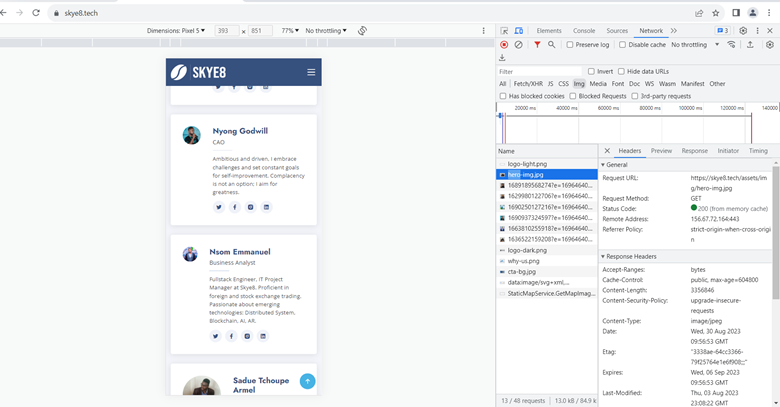 skye8.tech
Dimensions: Pixel 5 ▼ 393 × 851 77% ▼ No throttling ▼
SKYE8
Nyong Godwill
CAO
Ambitious and driven, I embrace
challenges and set constant goals
for self-improvement. Complacency
is not an option; I aim for
greatness.
Nsom Emmanuel
Business Analyst
Fullstack Engineer, IT Project
Manager at Skye8. Proficient in
foreign and stock exchange trading.
Passionate about emerging
technologies: Distributed System,
Blockchain, AI, AR.
Sadue Tchoupe
Armel
Elements Console Sources Network 3
Preserve log Disable cache No throttling
Filter Invert Hide data URLs
All Fetch/XHR JS CSS Img Media Font Doc WS Wasm Manifest Other
Has blocked cookies Blocked Requests 3rd-party requests
20000 ms 40000 ms 60000 ms 80000 ms 100000 ms 120000 ms 140000
Name
logo-light.png
hero-img.jpg
1689189568274?e=16964640...
1629980122706?e=16964640...
1690250127216?e=16964640...
1690937324597?e=16964640...
1663810255918?e=16964640...
1636522159208?e=16964640...
logo-dark.png
why-us.png
cta-bg.jpg
data:image/svg+xml,...
StaticMapService.GetMapImag...
13 / 48 requests 13.0 kB / 84.9 k
Headers Preview Response Initiator Timing
General
Request URL: https://skye8.tech/assets/im
g/hero-img.jpg
Request Method: GET
Status Code: 200 (from memory cache)
Remote Address: 156.67.72.164:443
Referrer Policy: strict-origin-when-cross-origi
n
Response Headers
Accept-Ranges: bytes
Cache-Control: public, max-age=604800
Content-Length: 3356846
Content-Security-Policy: upgrade-insecure-
requests
Content-Type: image/jpeg
Date: Wed, 30 Aug 2023
09:56:53 GMT
Etag: "3338ae-64cc3366-
79f25764e1e6f908;;;"
Expires: Wed, 06 Sep 2023
09:56:53 GMT
Last-Modified: Thu, 03 Aug 2023
23:08:22 GMT